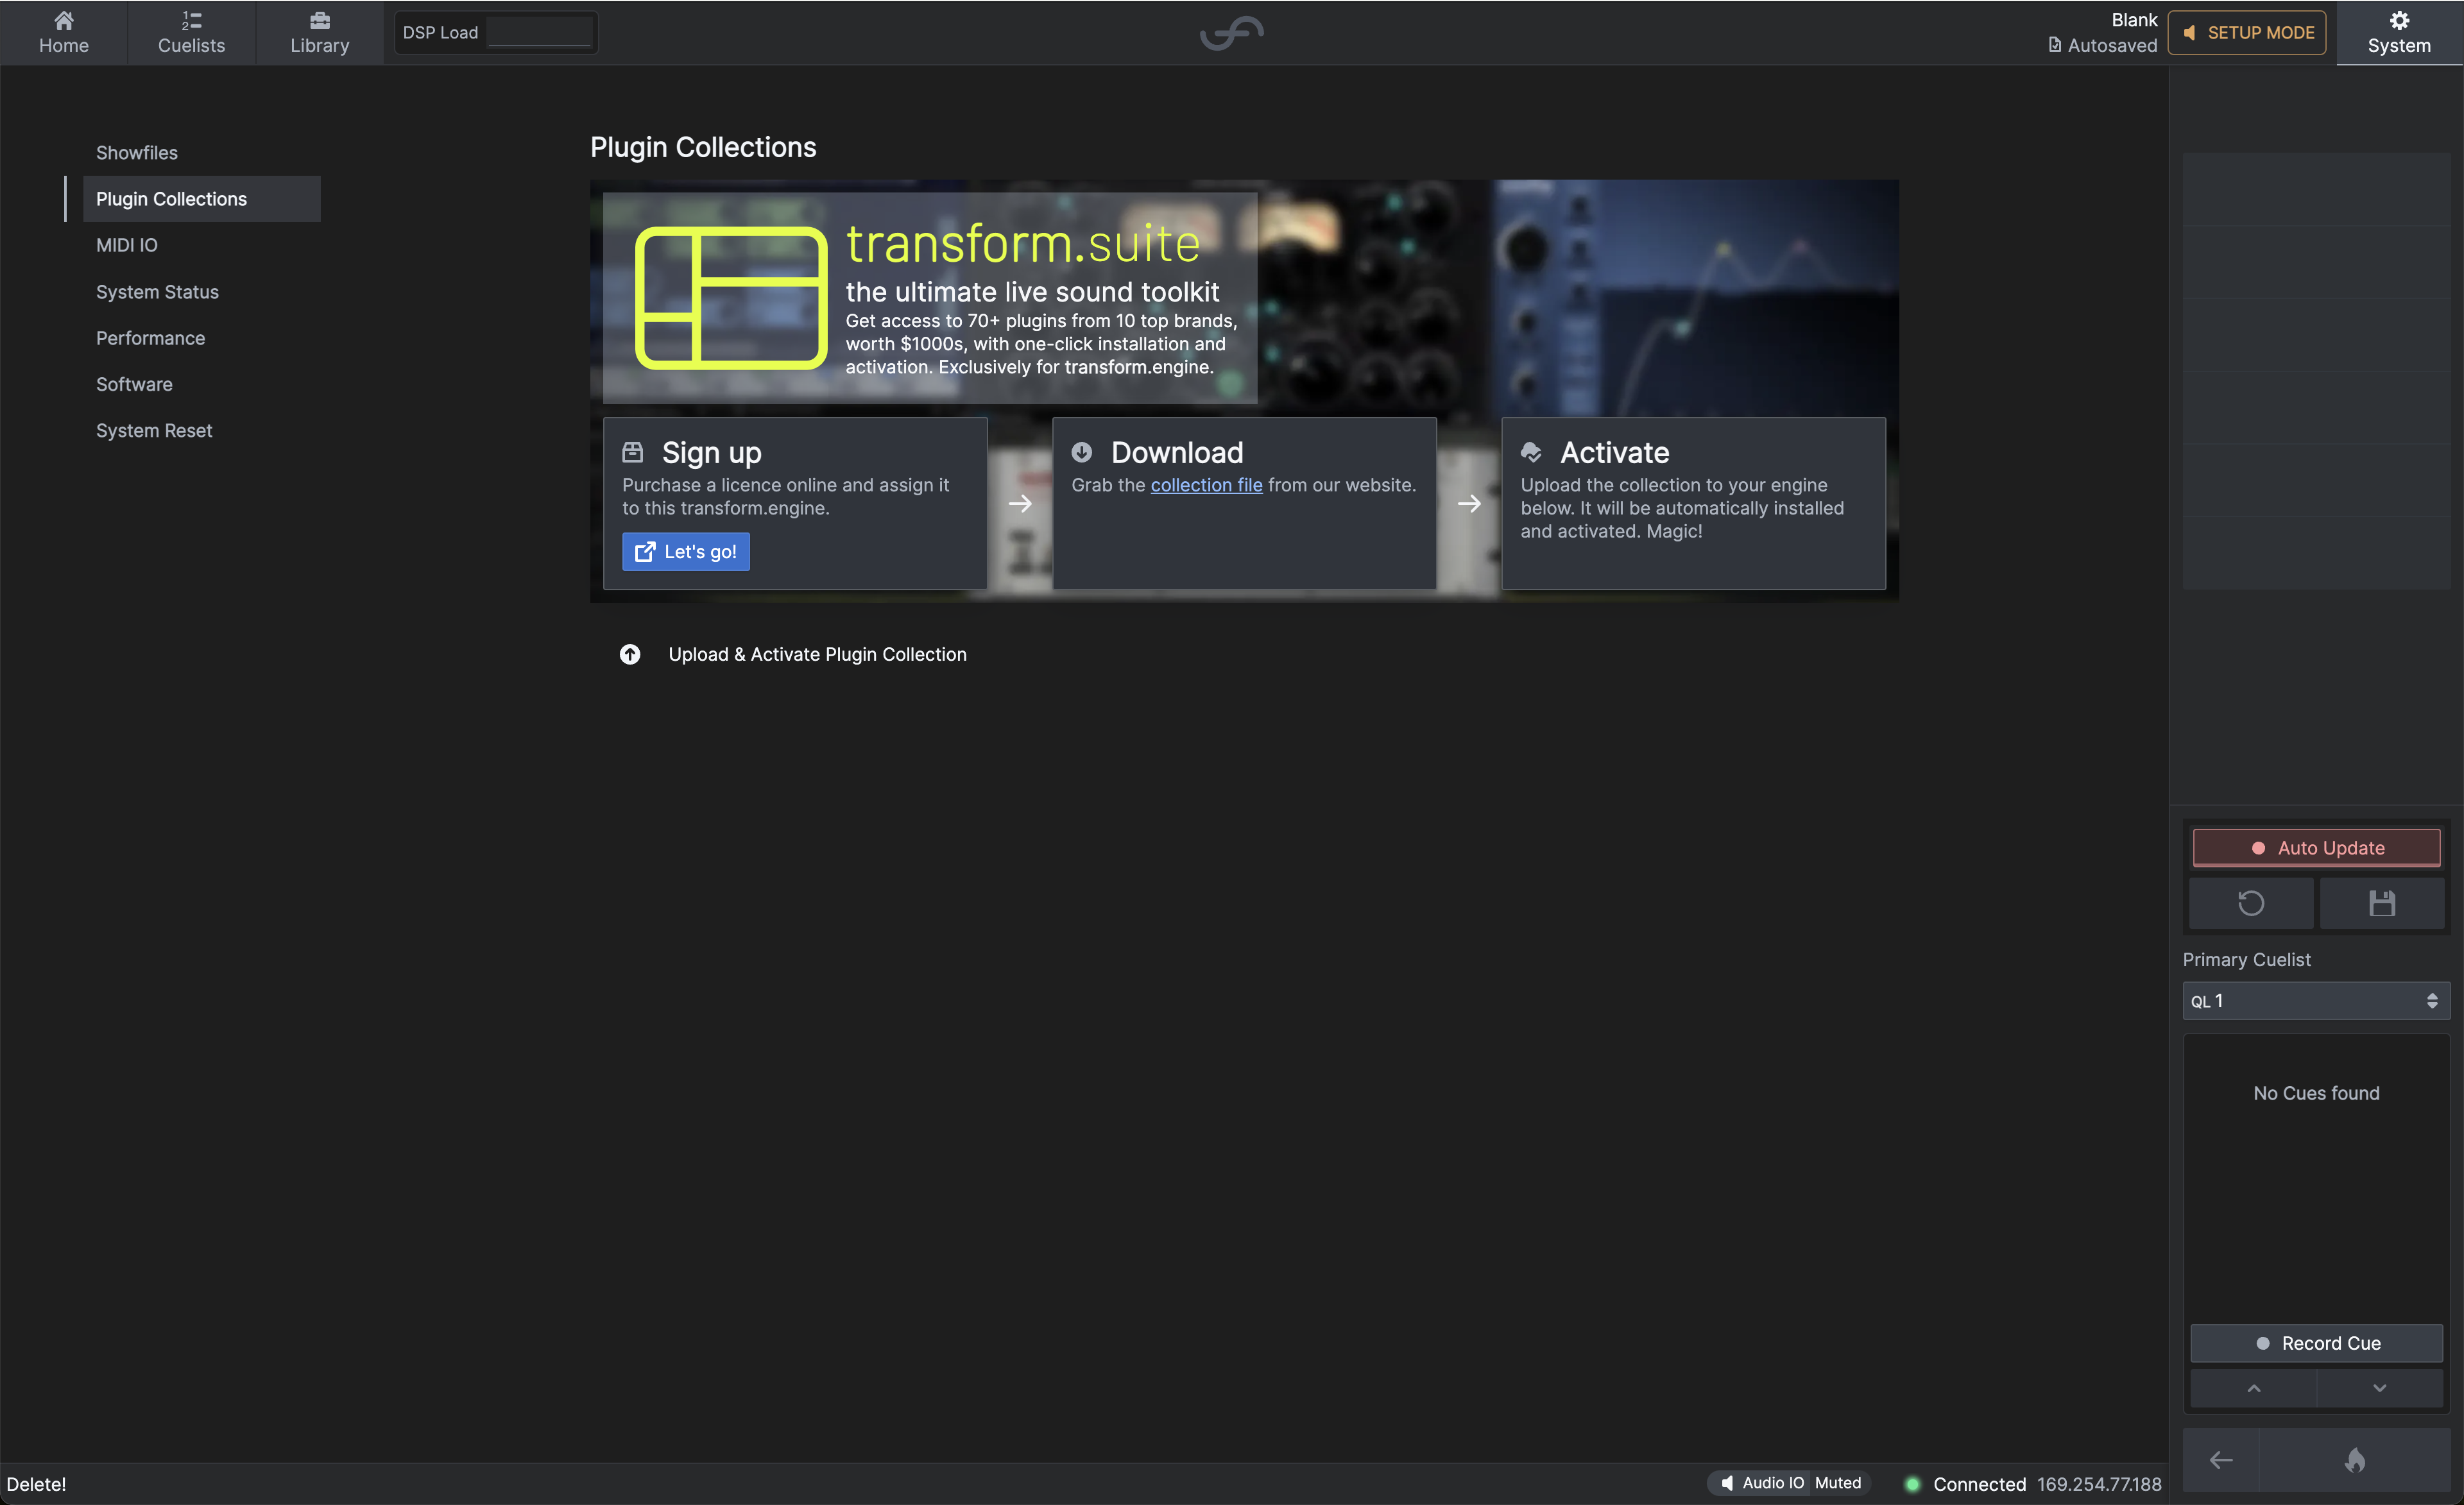 Home
Cuelists
Library
DSP Load
Blank
Autosaved
SETUP MODE
System
Showfiles
Plugin Collections
MIDI IO
System Status
Performance
Software
System Reset
Plugin Collections
transform.suite
the ultimate live sound toolkit
Get access to 70+ plugins from 10 top brands,
worth $1000s, with one-click installation and
activation. Exclusively for transform.engine.
Sign up
Purchase a licence online and assign it
to this transform.engine.
Let's go!
Download
Grab the collection file from our website.
Activate
Upload the collection to your engine
below. It will be automatically installed
and activated. Magic!
Upload & Activate Plugin Collection
Auto Update
Primary Cuelist
QL 1
No Cues found
Record Cue
Delete!
Audio IO Muted
Connected 169.254.77.188